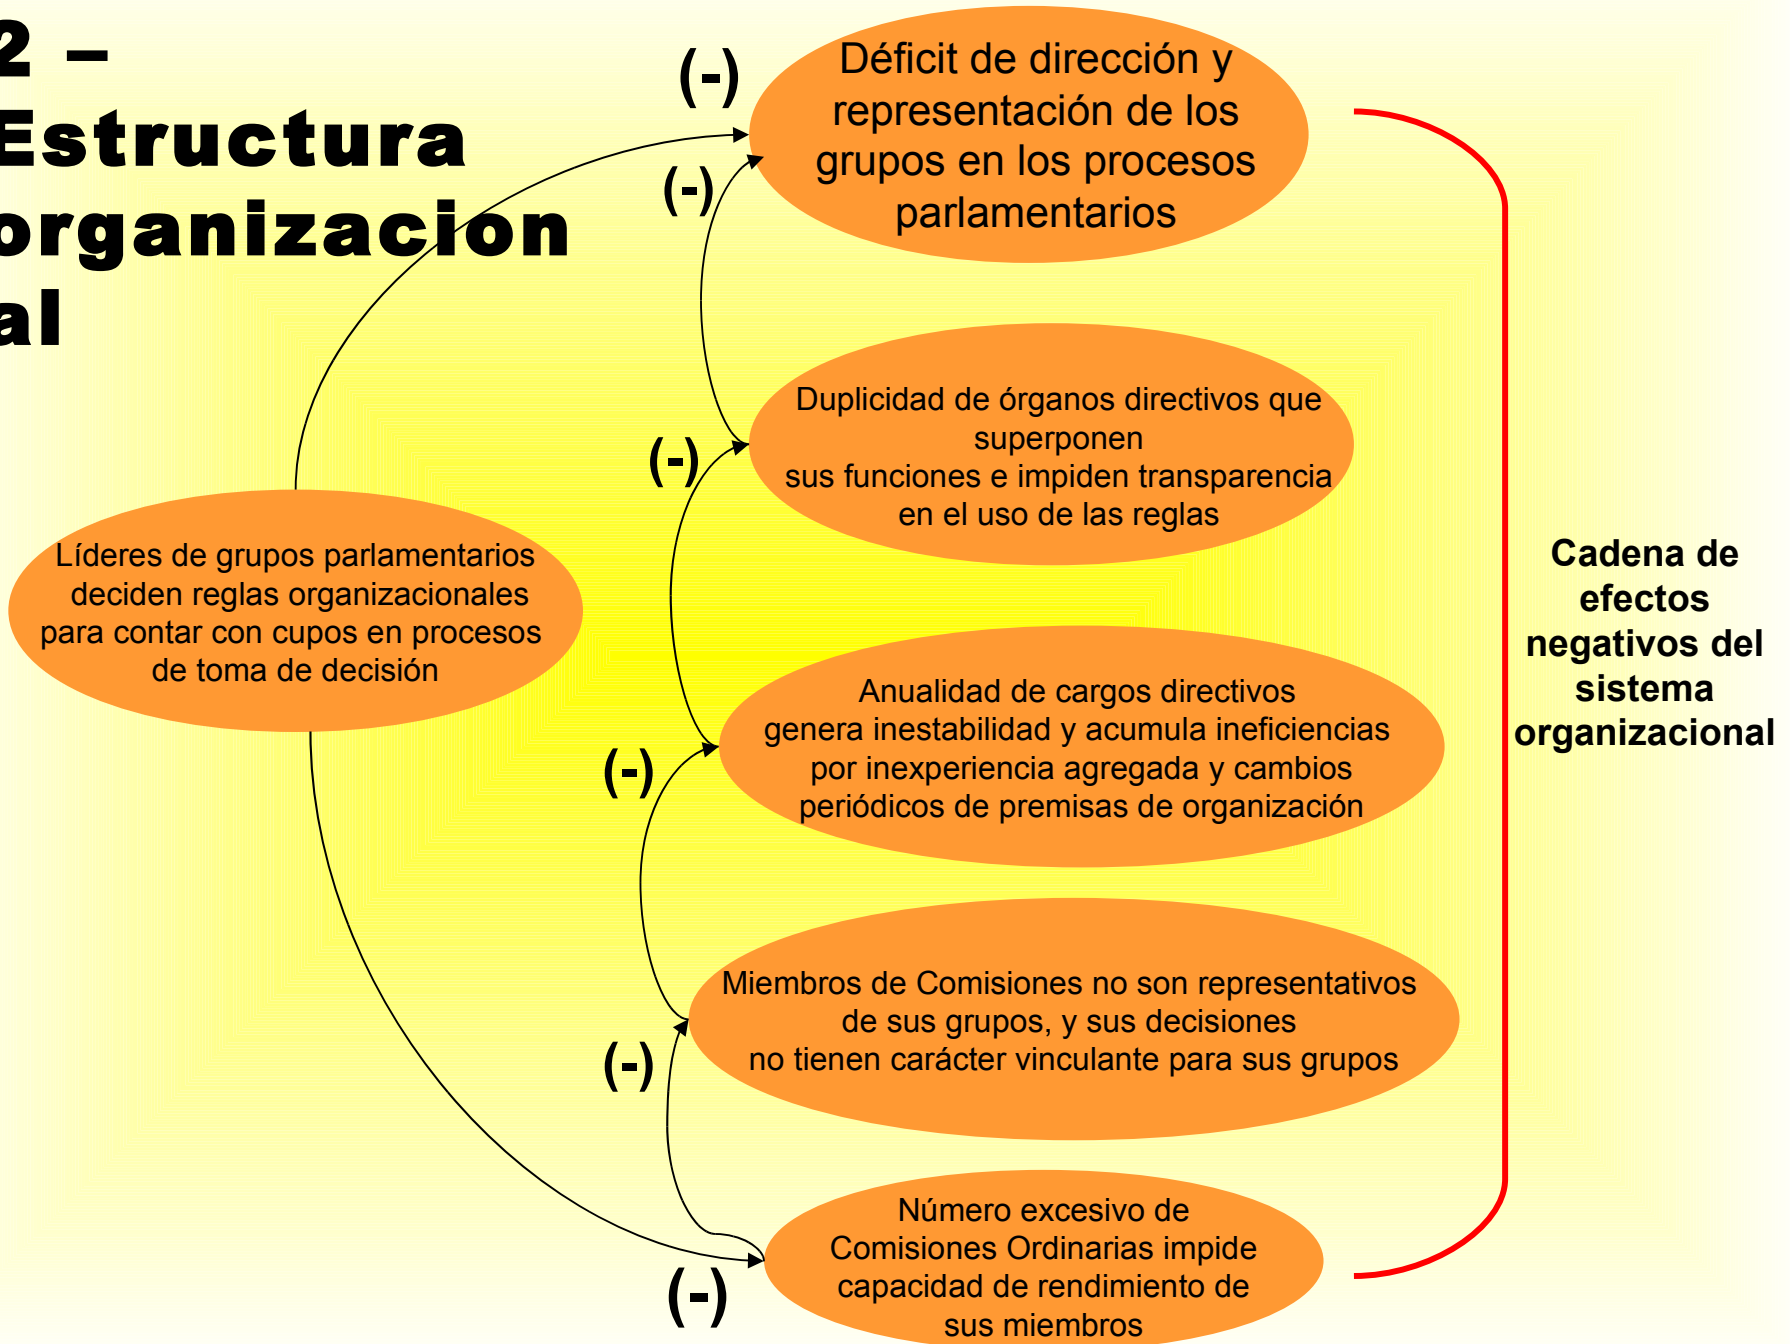 2 –
Estructura
organizacion
al
(-)
Déficit de dirección y
representación de los
grupos en los procesos
parlamentarios
(-)
Duplicidad de órganos directivos que
superponen
sus funciones e impiden transparencia
en el uso de las reglas
(-)
Líderes de grupos parlamentarios
deciden reglas organizacionales
para contar con cupos en procesos
de toma de decisión
Anualidad de cargos directivos
genera inestabilidad y acumula ineficiencias
por inexperiencia agregada y cambios
periódicos de premisas de organización
(-)
Miembros de Comisiones no son representativos
de sus grupos, y sus decisiones
no tienen carácter vinculante para sus grupos
(-)
Número excesivo de
Comisiones Ordinarias impide
capacidad de rendimiento de
sus miembros
(-)
Cadena de
efectos
negativos del
sistema
organizacional